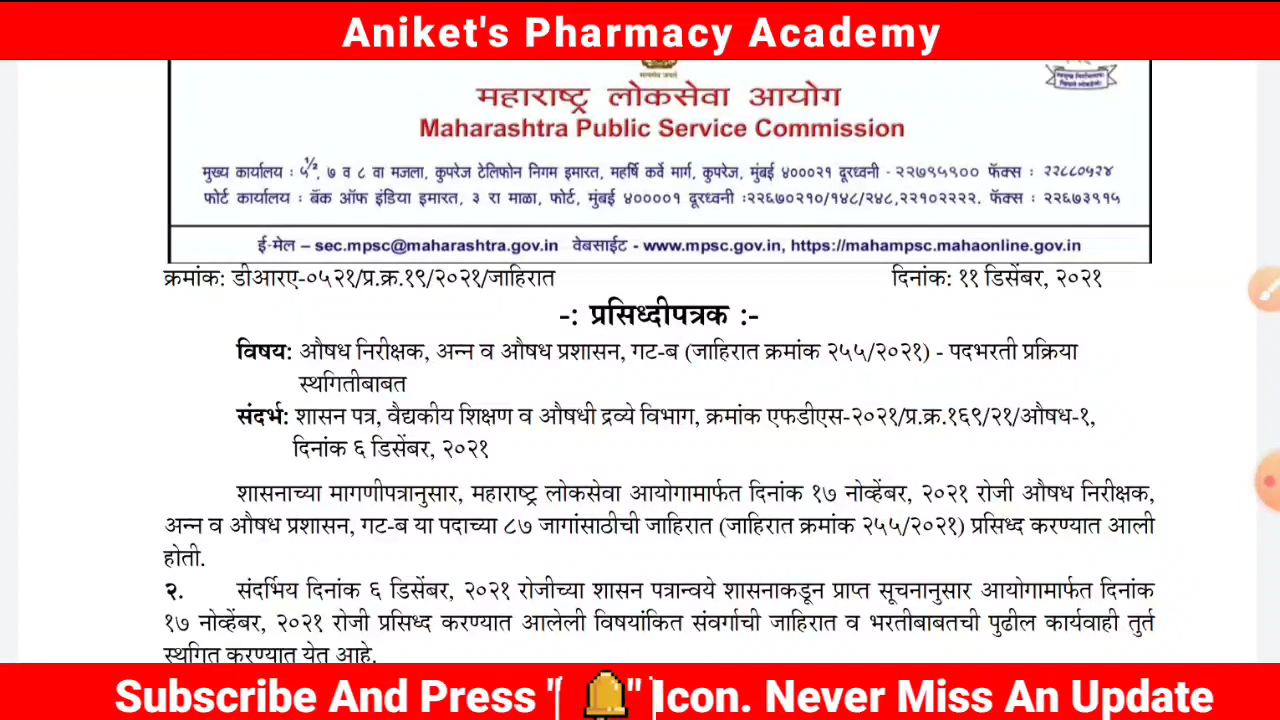 Aniket's Pharmacy Academy
सत्यमेव जयते
महाराष्ट्र लोकसेवा आयोग
Maharashtra Public Service Commission
मुख्य कार्यालय : ५ १/२, ७ व ८ वा मजला, कुपरेज टेलिफोन निगम इमारत, महर्षि कर्वे मार्ग, कुपरेज, मुंबई ४०००२१ दूरध्वनी - २२७९५९०० फॅक्स : २२८८०५२४
फोर्ट कार्यालय : बॅंक ऑफ इंडिया इमारत, ३ रा माळा, फोर्ट, मुंबई ४००००१ दूरध्वनी :२२६७०२१०/१४८/२४८,२२१०२२२२. फॅक्स : २२६७३९१५
ई-मेल – sec.mpsc@maharashtra.gov.in वेबसाईट - www.mpsc.gov.in, https://mahampsc.mahaonline.gov.in
क्रमांक: डीआरए-०५२१/प्र.क्र.१९/२०२१/जाहिरात दिनांक: ११ डिसेंबर, २०२१
-: प्रसिध्दीपत्रक :-
विषय: औषध निरीक्षक, अन्न व औषध प्रशासन, गट-ब (जाहिरात क्रमांक २५५/२०२१) - पदभरती प्रक्रिया
स्थगितीबाबत
संदर्भ: शासन पत्र, वैद्यकीय शिक्षण व औषधी द्रव्ये विभाग, क्रमांक एफडीएस-२०२१/प्र.क्र.१६९/२१/औषध-१,
दिनांक ६ डिसेंबर, २०२१
शासनाच्या मागणीपत्रानुसार, महाराष्ट्र लोकसेवा आयोगामार्फत दिनांक १७ नोव्हेंबर, २०२१ रोजी औषध निरीक्षक,
अन्न व औषध प्रशासन, गट-ब या पदाच्या ८७ जागांसाठीची जाहिरात (जाहिरात क्रमांक २५५/२०२१) प्रसिध्द करण्यात आली
होती.
२. संदर्भिय दिनांक ६ डिसेंबर, २०२१ रोजीच्या शासन पत्रान्वये शासनाकडून प्राप्त सूचनानुसार आयोगामार्फत दिनांक
१७ नोव्हेंबर, २०२१ रोजी प्रसिध्द करण्यात आलेली विषयांकित संवर्गाची जाहिरात व भरतीबाबतची पुढील कार्यवाही तुर्त
स्थगित करण्यात येत आहे.
Subscribe And Press "🔔" Icon. Never Miss An Update